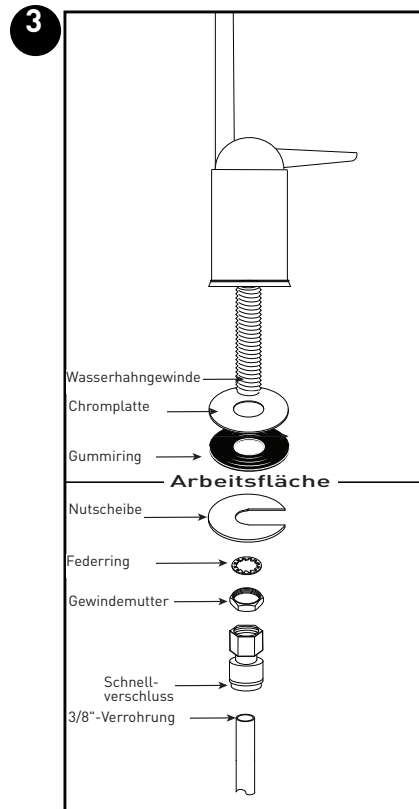 3
Wasserhahngewinde
Chromplatte
Gummiring
Arbeitsfläche
Nutscheibe
Federring
Gewindemutter
Schnell-
verschluss
3/8"-Verrohrung